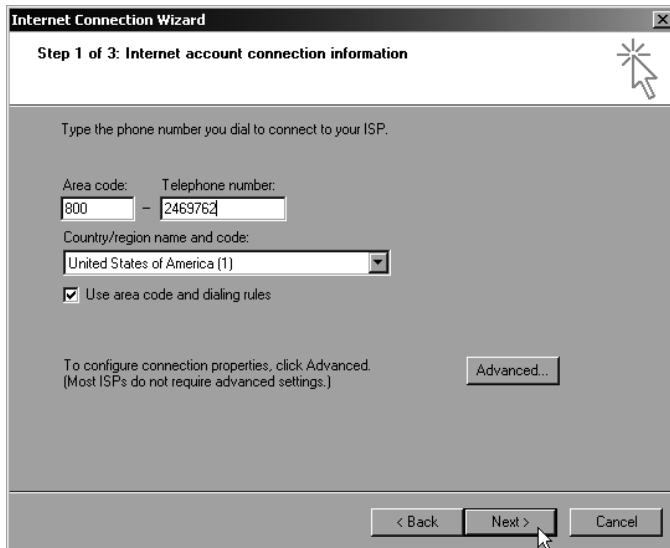 Internet Connection Wizard
Step 1 of 3: Internet account connection information
Type the phone number you dial to connect to your ISP.
Area code: Telephone number:
800 – 2469762
Country/region name and code:
United States of America (1)
Use area code and dialing rules
To configure connection properties, click Advanced.
(Most ISPs do not require advanced settings.)
Advanced...
< Back Next > Cancel